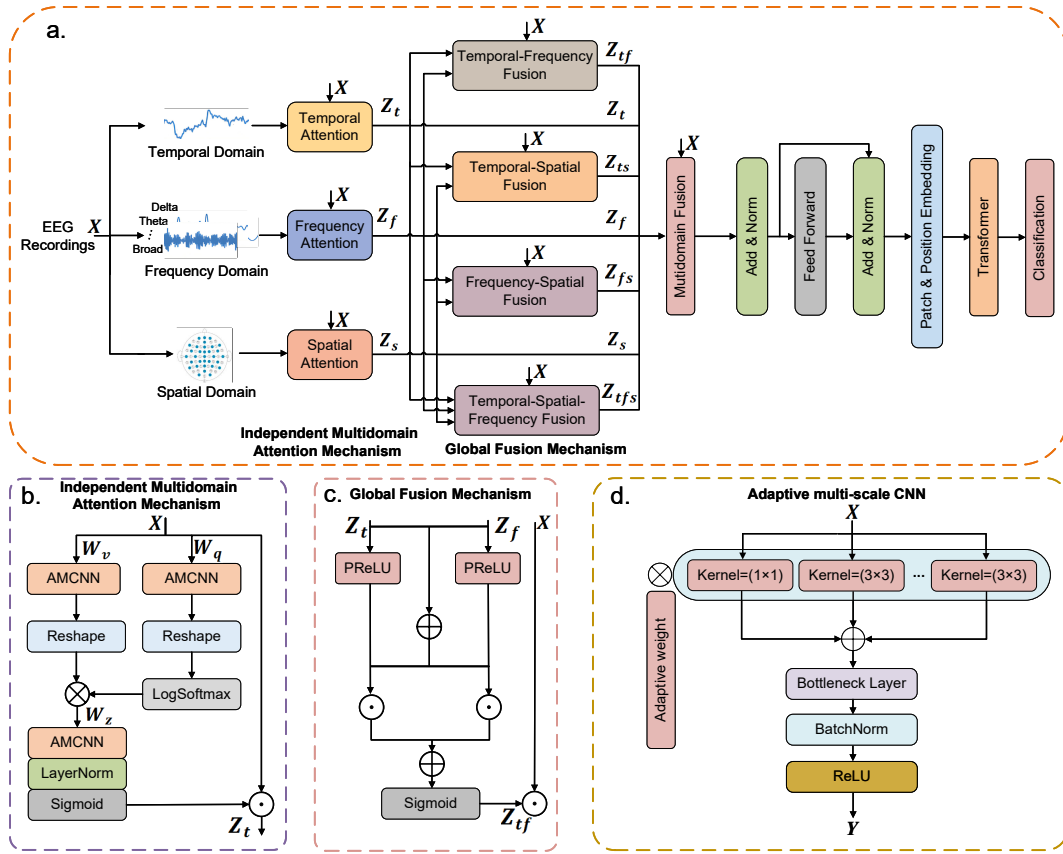 a.
EEG
Recordings
X
Temporal Domain
Delta
Theta
⋮
Broad
Frequency Domain
Spatial Domain
X
Temporal
Attention
Z_t
X
Frequency
Attention
Z_f
X
Spatial
Attention
Z_s
Independent Multidomain
Attention Mechanism
X
Temporal-Frequency
Fusion
Z_tf
Z_t
X
Temporal-Spatial
Fusion
Z_ts
Z_f
X
Frequency-Spatial
Fusion
Z_fs
Z_s
X
Temporal-Spatial-
Frequency Fusion
Z_tfs
Global Fusion Mechanism
X
Mutidomain Fusion
Add & Norm
Feed Forward
Add & Norm
Patch & Position Embedding
Transformer
Classification
b.
Independent Multidomain
Attention Mechanism
X
W_v
W_q
AMCNN
AMCNN
Reshape
Reshape
LogSoftmax
W_z
AMCNN
LayerNorm
Sigmoid
Z_t
c.
Global Fusion Mechanism
Z_t
Z_f
X
PReLU
PReLU
Sigmoid
Z_tf
d.
Adaptive multi-scale CNN
X
Kernel=(1×1)
Kernel=(3×3)
...
Kernel=(3×3)
Adaptive weight
Bottleneck Layer
BatchNorm
ReLU
Y